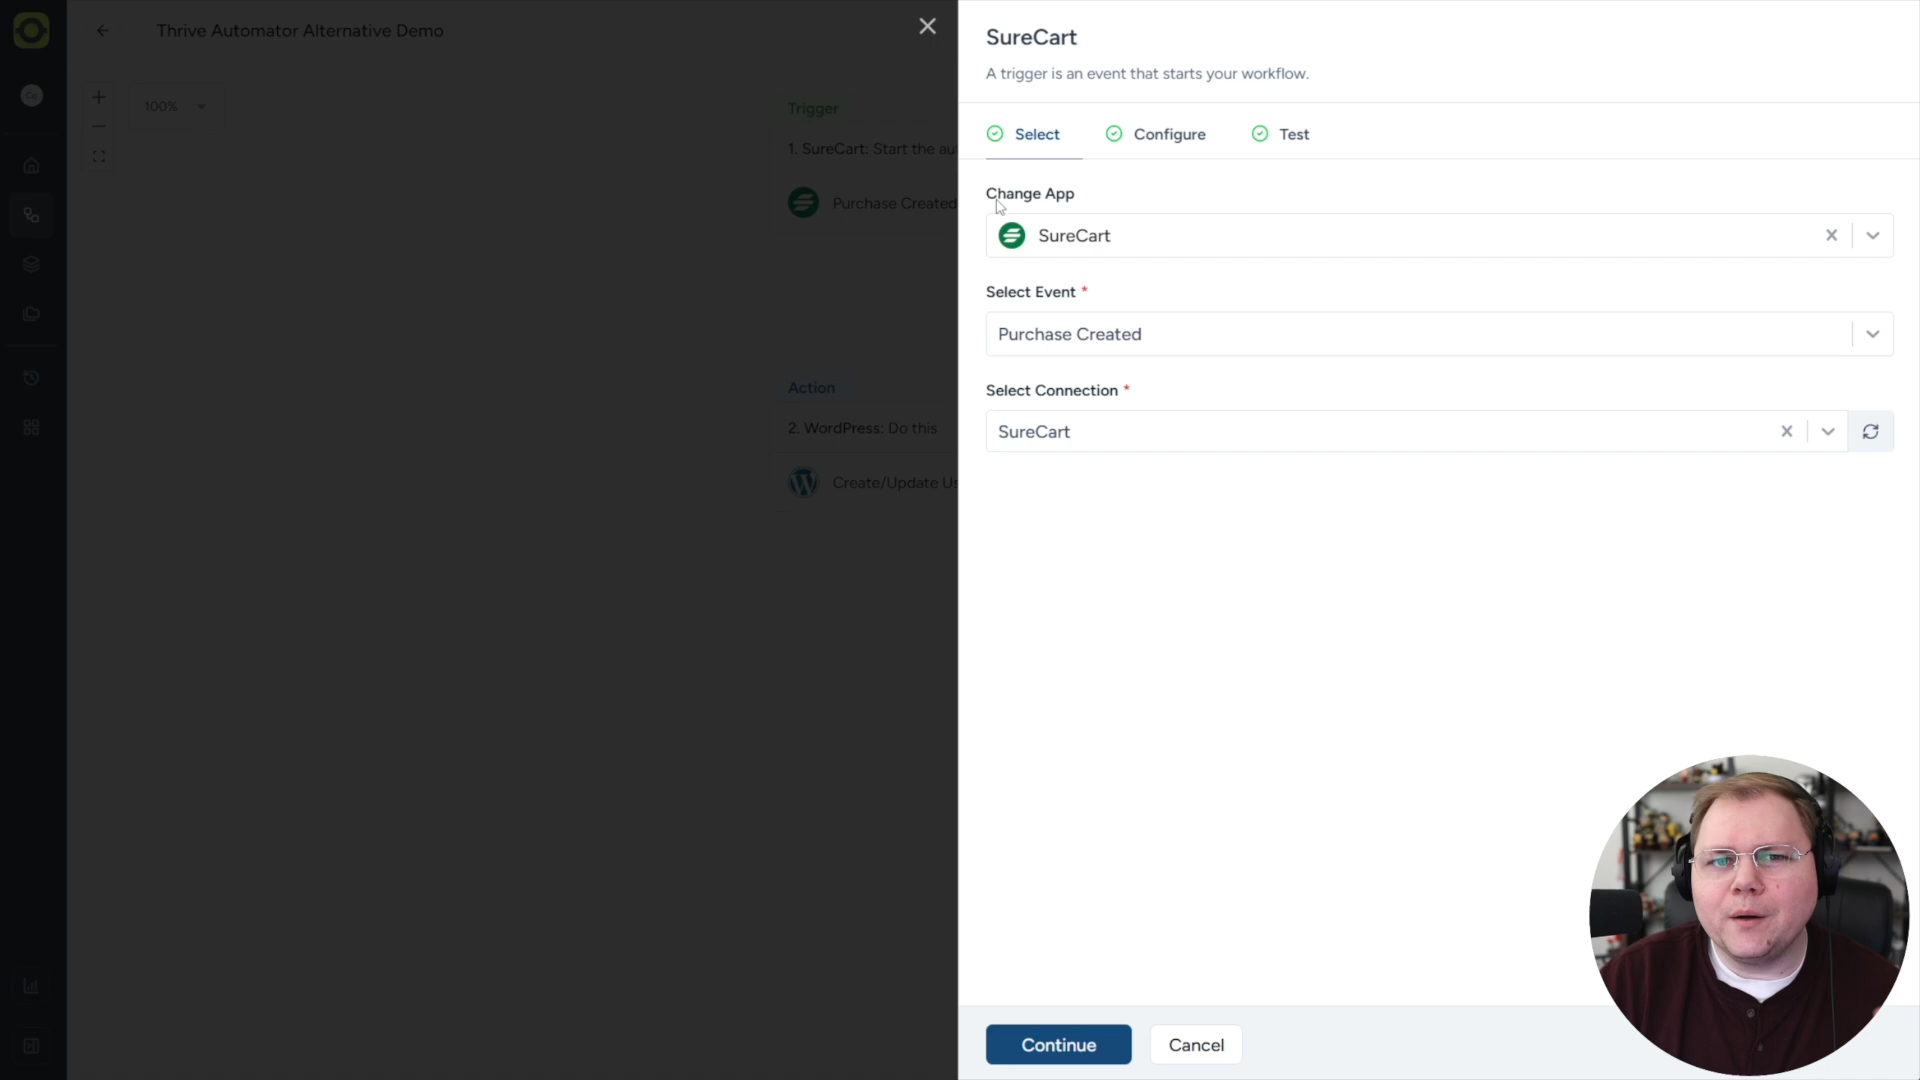 Thrive Automator Alternative Demo
100%
Trigger
1. SureCart: Start the au
Purchase Created
Action
2. WordPress: Do this
Create/Update Us
SureCart
A trigger is an event that starts your workflow.
Select
Configure
Test
Change App
SureCart
Select Event *
Purchase Created
Select Connection *
SureCart
Continue
Cancel